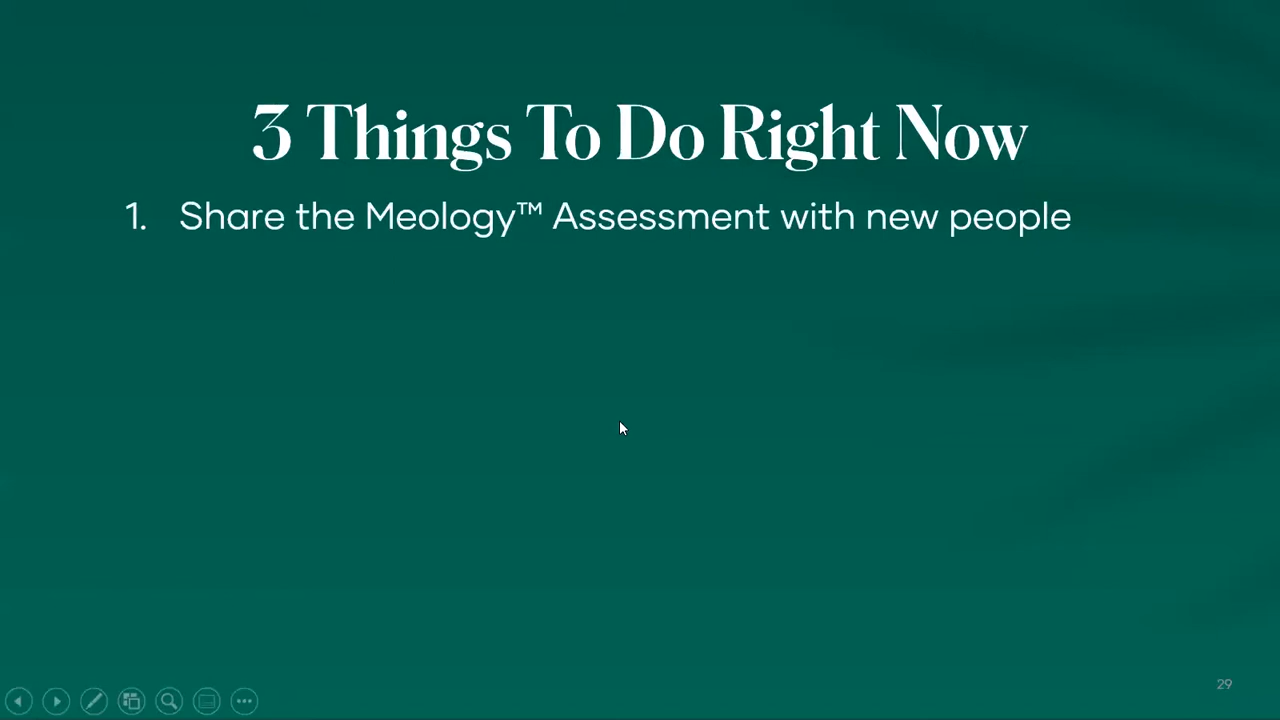 3 Things To Do Right Now
1. Share the Meology™ Assessment with new people
29